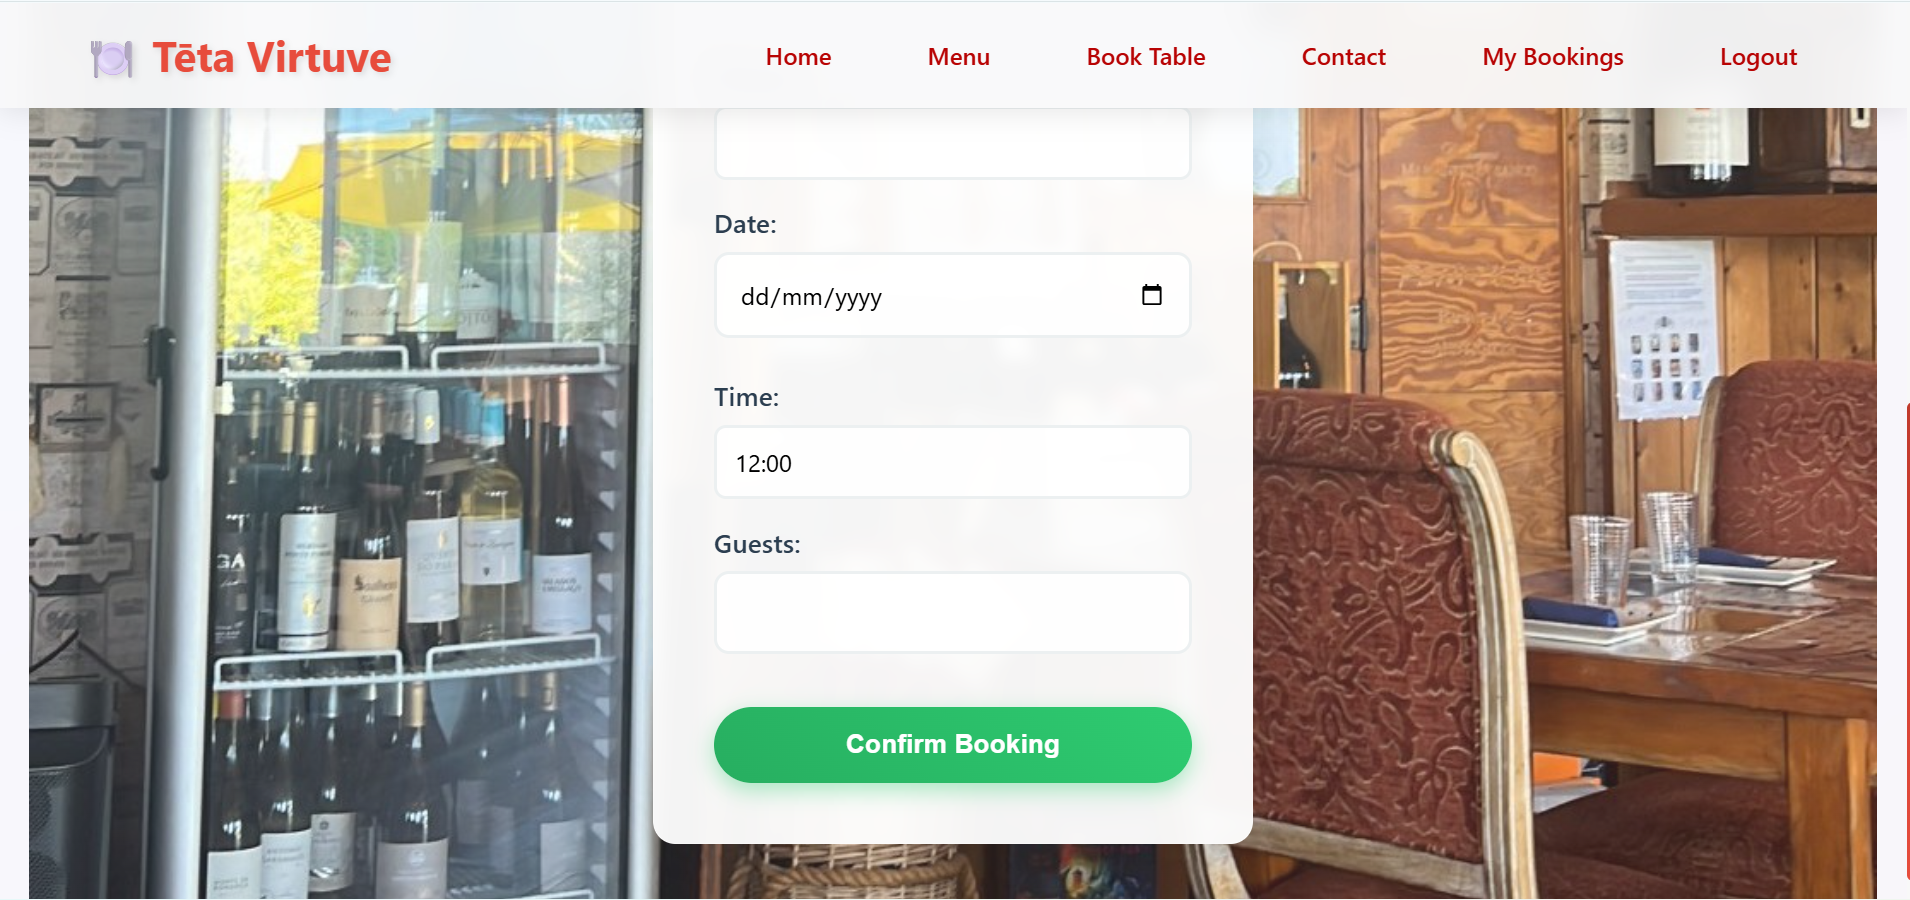 Tēta Virtuve
Home
Menu
Book Table
Contact
My Bookings
Logout
Date:
dd/mm/yyyy
Time:
12:00
Guests:
Confirm Booking